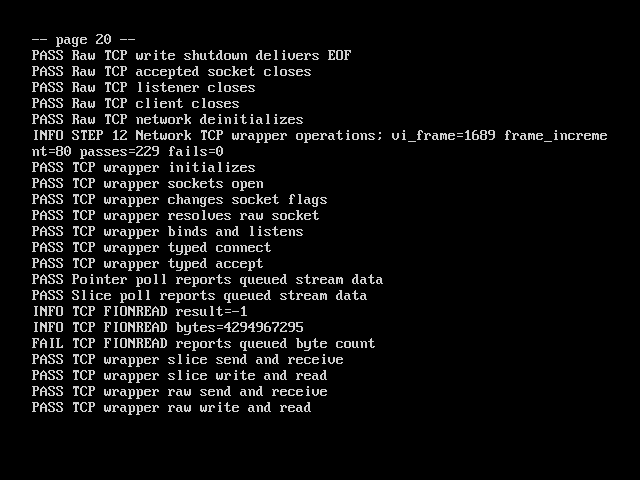 -- page 20 --
PASS Raw TCP write shutdown delivers EOF
PASS Raw TCP accepted socket closes
PASS Raw TCP listener closes
PASS Raw TCP client closes
PASS Raw TCP network deinitializes
INFO STEP 12 Network TCP wrapper operations; vi_frame=1689 frame_increme
nt=80 passes=229 fails=0
PASS TCP wrapper initializes
PASS TCP wrapper sockets open
PASS TCP wrapper changes socket flags
PASS TCP wrapper resolves raw socket
PASS TCP wrapper binds and listens
PASS TCP wrapper typed connect
PASS TCP wrapper typed accept
PASS Pointer poll reports queued stream data
PASS Slice poll reports queued stream data
INFO TCP FIONREAD result=-1
INFO TCP FIONREAD bytes=4294967295
FAIL TCP FIONREAD reports queued byte count
PASS TCP wrapper slice send and receive
PASS TCP wrapper slice write and read
PASS TCP wrapper raw send and receive
PASS TCP wrapper raw write and read